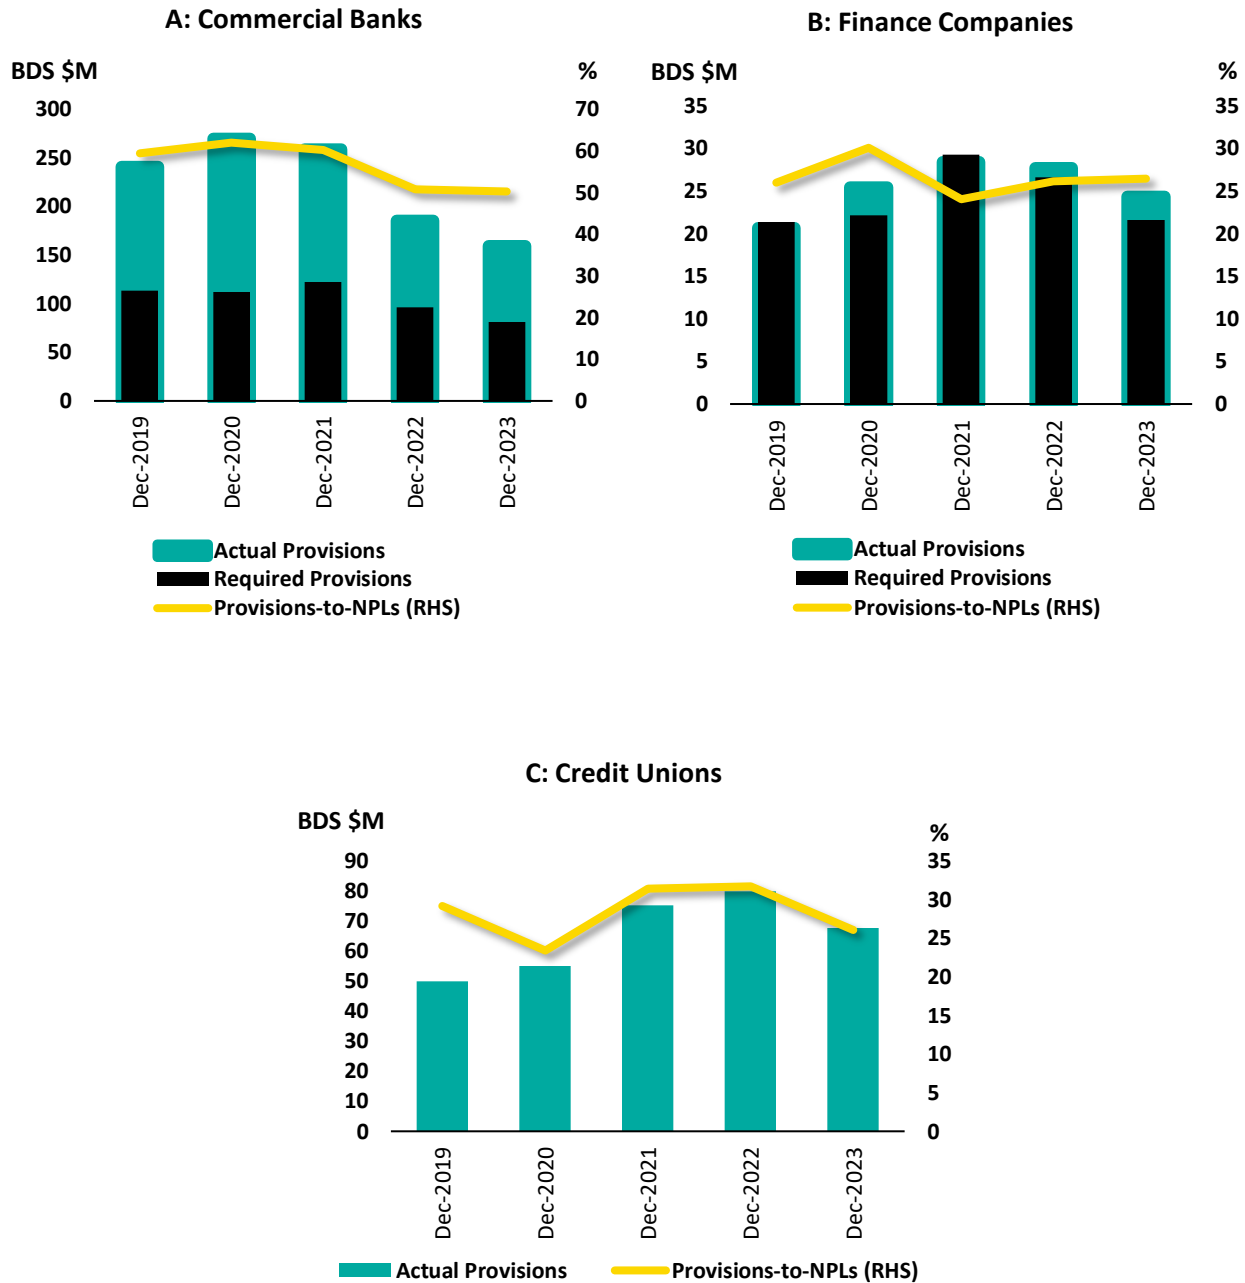 A: Commercial Banks
BDS $M
%
300
250
200
150
100
50
0
70
60
50
40
30
20
10
0
Dec-2019
Dec-2020
Dec-2021
Dec-2022
Dec-2023
Actual Provisions
Required Provisions
Provisions-to-NPLs (RHS)
B: Finance Companies
BDS $M
%
35
30
25
20
15
10
5
0
35
30
25
20
15
10
5
0
Dec-2019
Dec-2020
Dec-2021
Dec-2022
Dec-2023
Actual Provisions
Required Provisions
Provisions-to-NPLs (RHS)
C: Credit Unions
BDS $M
%
90
80
70
60
50
40
30
20
10
0
35
30
25
20
15
10
5
0
Dec-2019
Dec-2020
Dec-2021
Dec-2022
Dec-2023
Actual Provisions
Provisions-to-NPLs (RHS)